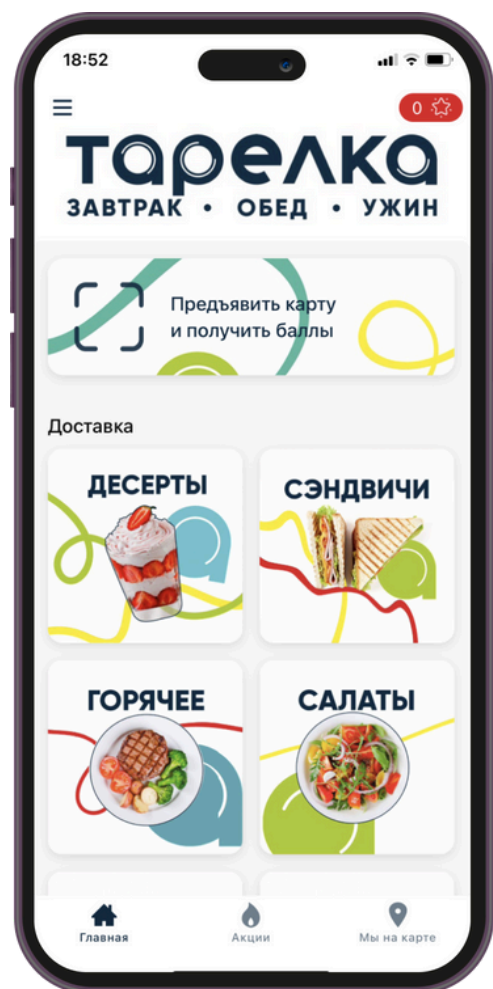 18:52
0
тарелка
ЗАВТРАК • ОБЕД • УЖИН
Предъявить карту
и получить баллы
Доставка
ДЕСЕРТЫ
СЭНДВИЧИ
ГОРЯЧЕЕ
САЛАТЫ
Главная
Акции
Мы на карте